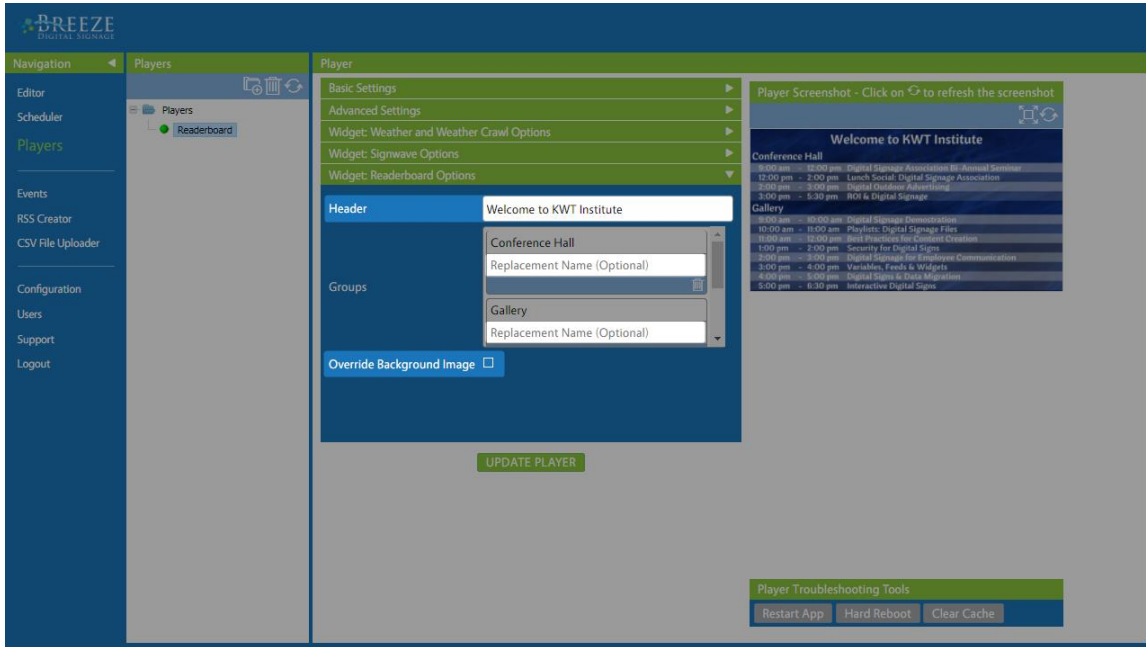 BREEZE
DIGITAL SIGNAGE
Navigation
Players
Player
Editor
Scheduler
Players
Events
RSS Creator
CSV File Uploader
Configuration
Users
Support
Logout
Players
Readerboard
Basic Settings
Advanced Settings
Widget: Weather and Weather Crawl Options
Widget: Signwave Options
Widget: Readerboard Options
Header
Welcome to KWT Institute
Groups
Conference Hall
Replacement Name (Optional)
Gallery
Replacement Name (Optional)
Override Background Image
UPDATE PLAYER
Player Screenshot - Click on to refresh the screenshot
Welcome to KWT Institute
Conference Hall
9:00 am - 12:00 pm Digital Signage Association Bi-Annual Seminar
12:00 pm - 2:00 pm Lunch Social: Digital Signage Association
2:00 pm - 3:00 pm Digital Outdoor Advertising
3:00 pm - 5:30 pm ROI & Digital Signage
Gallery
9:00 am - 10:00 am Digital Signage Demostration
10:00 am - 11:00 am Playlists: Digital Signage Files
11:00 am - 12:00 pm Best Practices for Content Creation
1:00 pm - 2:00 pm Security for Digital Signs
2:00 pm - 3:00 pm Digital Signage for Employee Communication
3:00 pm - 4:00 pm Variables, Feeds & Widgets
4:00 pm - 5:00 pm Digital Signs & Data Migration
5:00 pm - 6:30 pm Interactive Digital Signs
Player Troubleshooting Tools
Restart App
Hard Reboot
Clear Cache